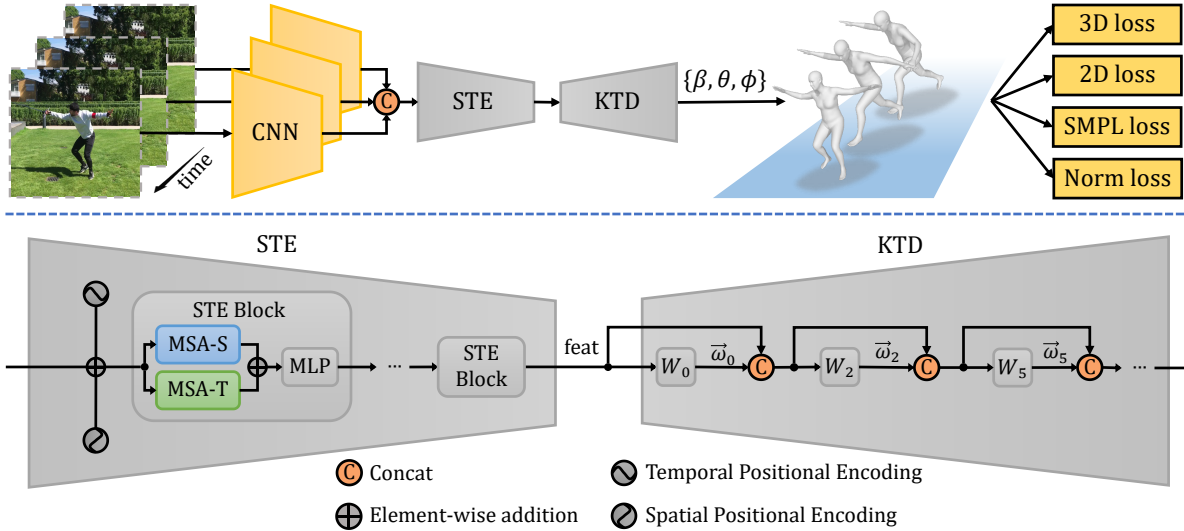 time
CNN
C
STE
KTD
{β, θ, ϕ}
3D loss
2D loss
SMPL loss
Norm loss
STE
KTD
STE Block
MSA-S
MSA-T
MLP
...
STE
Block
feat
W₀
ω⃗₀
C
W₂
ω⃗₂
C
W₅
ω⃗₅
C
...
C Concat
Temporal Positional Encoding
Element-wise addition
Spatial Positional Encoding